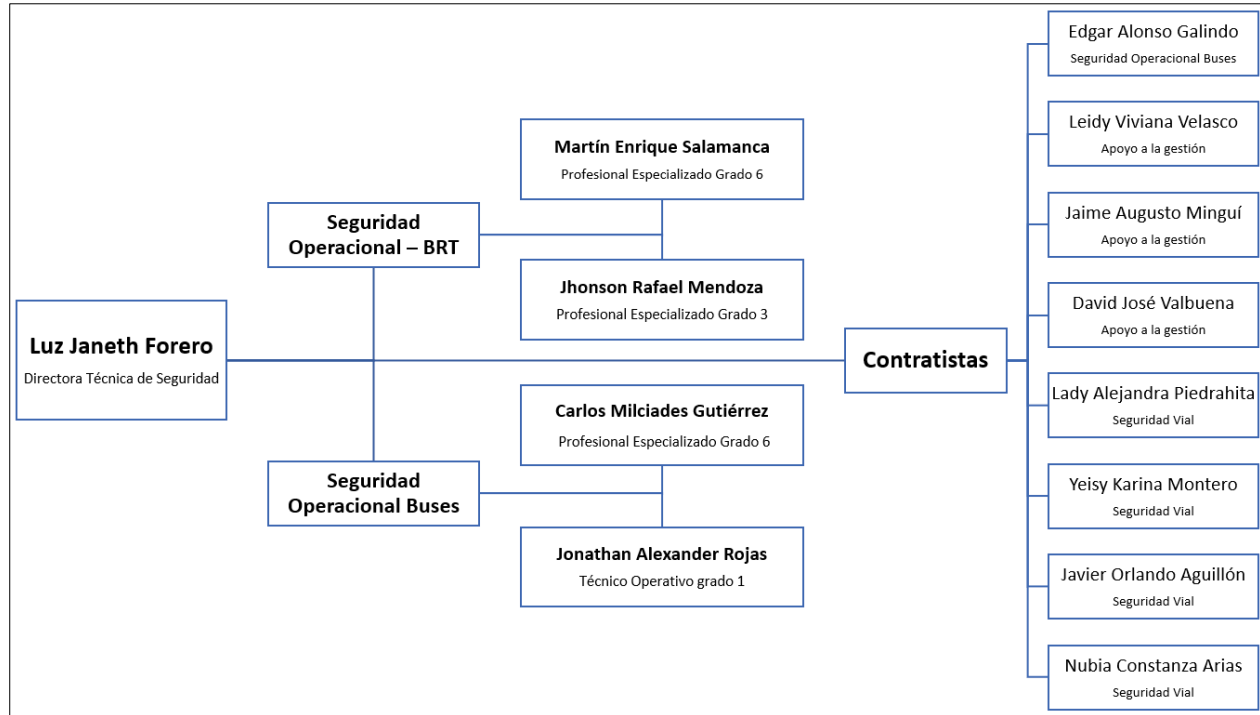 Luz Janeth Forero
Directora Técnica de Seguridad
Seguridad
Operacional – BRT
Martín Enrique Salamanca
Profesional Especializado Grado 6
Jhonson Rafael Mendoza
Profesional Especializado Grado 3
Seguridad
Operacional Buses
Carlos Milciades Gutiérrez
Profesional Especializado Grado 6
Jonathan Alexander Rojas
Técnico Operativo grado 1
Contratistas
Edgar Alonso Galindo
Seguridad Operacional Buses
Leidy Viviana Velasco
Apoyo a la gestión
Jaime Augusto Minguí
Apoyo a la gestión
David José Valbuena
Apoyo a la gestión
Lady Alejandra Piedrahita
Seguridad Vial
Yeisy Karina Montero
Seguridad Vial
Javier Orlando Aguillón
Seguridad Vial
Nubia Constanza Arias
Seguridad Vial